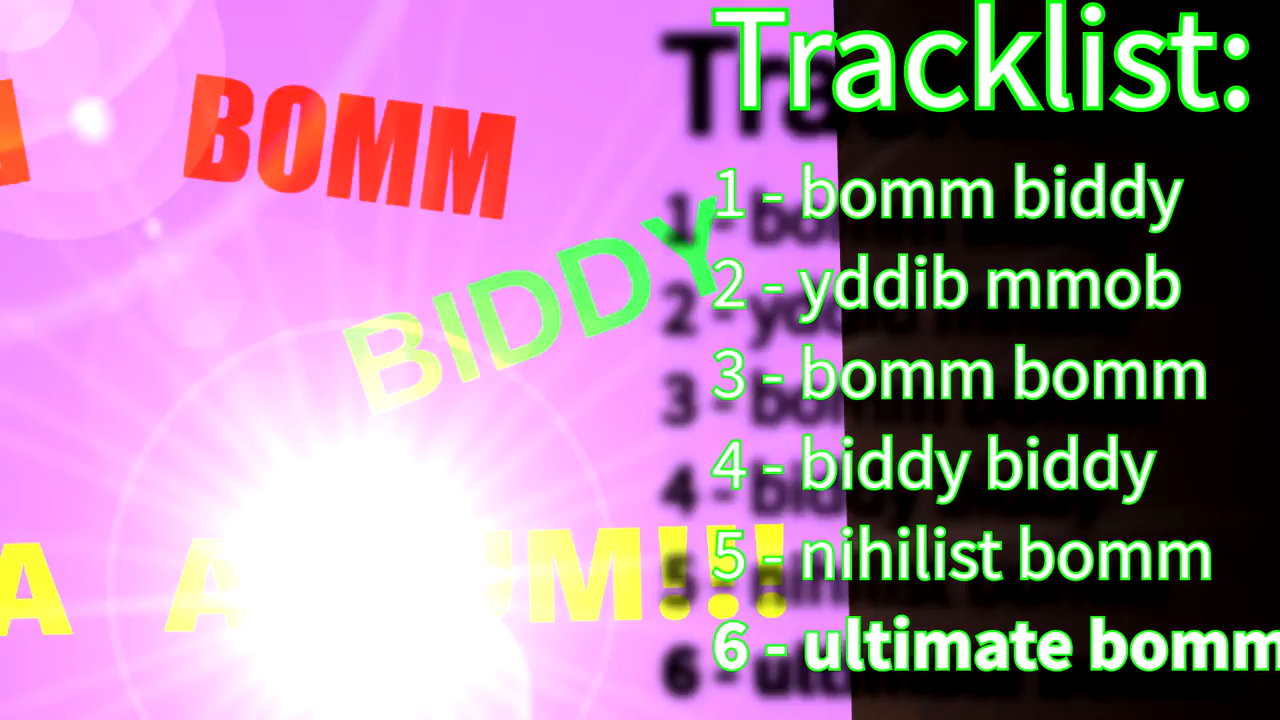 BOMM
BIDDY
A A UM!!!
Tracklist:
1 - bomm biddy
2 - yddib mmob
3 - bomm bomm
4 - biddy biddy
5 - nihilist bomm
6 - ultimate bomm